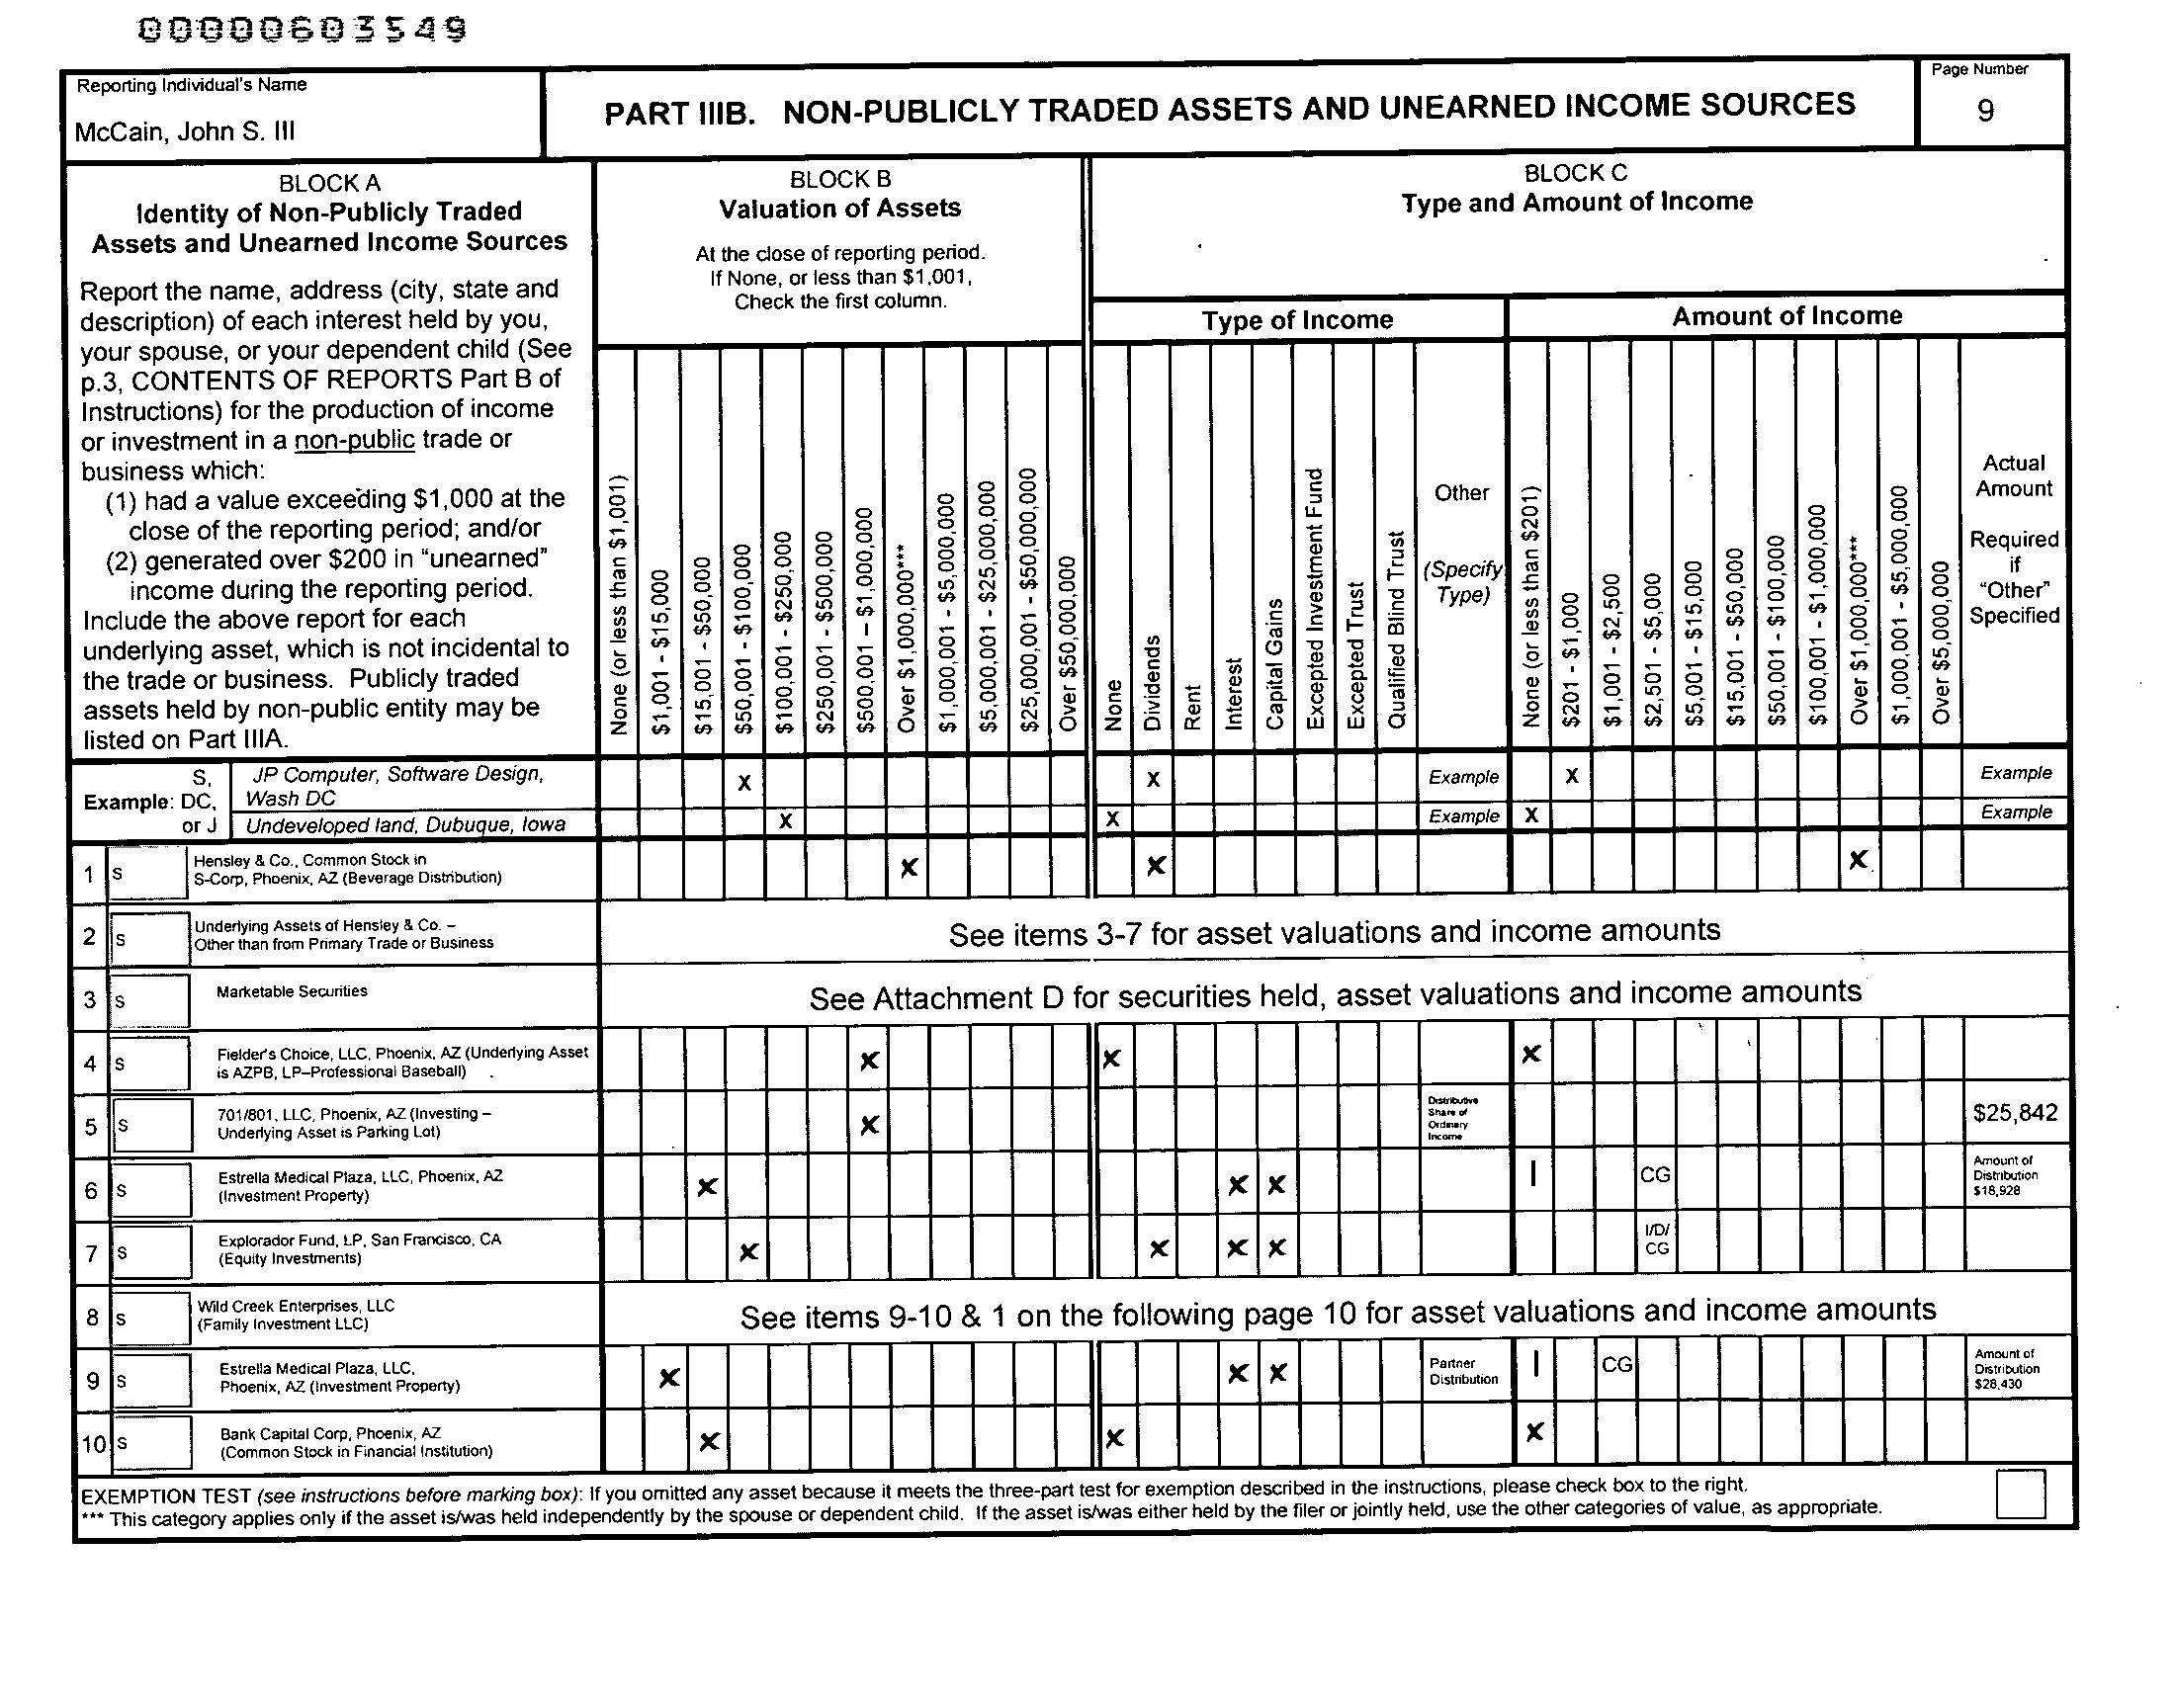 00000603549
Reporting Individual's Name
McCain, John S. III
PART IIIB. NON-PUBLICLY TRADED ASSETS AND UNEARNED INCOME SOURCES
Page Number
9
BLOCK A
Identity of Non-Publicly Traded
Assets and Unearned Income Sources
Report the name, address (city, state and
description) of each interest held by you,
your spouse, or your dependent child (See
p.3, CONTENTS OF REPORTS Part B of
Instructions) for the production of income
or investment in a non-public trade or
business which:
(1) had a value exceeding $1,000 at the
close of the reporting period; and/or
(2) generated over $200 in "unearned"
income during the reporting period.
Include the above report for each
underlying asset, which is not incidental to
the trade or business. Publicly traded
assets held by non-public entity may be
listed on Part IIIA.
BLOCK B
Valuation of Assets
At the close of reporting period.
If None, or less than $1,001,
Check the first column.
None (or less than $1,001)
$1,001 - $15,000
$15,001 - $50,000
$50,001 - $100,000
$100,001 - $250,000
$250,001 - $500,000
$500,001 – $1,000,000
Over $1,000,000***
$1,000,001 - $5,000,000
$5,000,001 - $25,000,000
$25,000,001 - $50,000,000
Over $50,000,000
BLOCK C
Type and Amount of Income
Type of Income
None
Dividends
Rent
Interest
Capital Gains
Excepted Investment Fund
Excepted Trust
Qualified Blind Trust
Other
(Specify
Type)
Amount of Income
None (or less than $201)
$201 - $1,000
$1,001 - $2,500
$2,501 - $5,000
$5,001 - $15,000
$15,001 - $50,000
$50,001 - $100,000
$100,001 - $1,000,000
Over $1,000,000***
$1,000,001 - $5,000,000
Over $5,000,000
Actual
Amount
Required
if
"Other"
Specified
Example:
S,
DC,
or J
JP Computer, Software Design,
Wash DC
X X Example X Example
Undeveloped land, Dubuque, Iowa X X Example X Example
1 S
Hensley & Co., Common Stock in
S-Corp, Phoenix, AZ (Beverage Distribution)
X X X
2 S
Underlying Assets of Hensley & Co. –
Other than from Primary Trade or Business
See items 3-7 for asset valuations and income amounts
3 S Marketable Securities See Attachment D for securities held, asset valuations and income amounts
4 S
Fielder's Choice, LLC, Phoenix, AZ (Underlying Asset
is AZPB, LP–Professional Baseball)
X X X
5 S
701/801, LLC, Phoenix, AZ (Investing –
Underlying Asset is Parking Lot)
X
Distributive
Share of
Ordinary
Income
$25,842
6 S
Estrella Medical Plaza, LLC, Phoenix, AZ
(Investment Property)
X X X I CG
Amount of
Distribution
$18,928
7 S
Explorador Fund, LP, San Francisco, CA
(Equity Investments)
X X X X
I/D/
CG
8 S
Wild Creek Enterprises, LLC
(Family Investment LLC)
See items 9-10 & 1 on the following page 10 for asset valuations and income amounts
9 S
Estrella Medical Plaza, LLC,
Phoenix, AZ (Investment Property)
X X X
Partner
Distribution
I CG
Amount of
Distribution
$28,430
10 S
Bank Capital Corp, Phoenix, AZ
(Common Stock in Financial Institution)
X X X
EXEMPTION TEST (see instructions before marking box): If you omitted any asset because it meets the three-part test for exemption described in the instructions, please check box to the right.
*** This category applies only if the asset is/was held independently by the spouse or dependent child. If the asset is/was either held by the filer or jointly held, use the other categories of value, as appropriate.